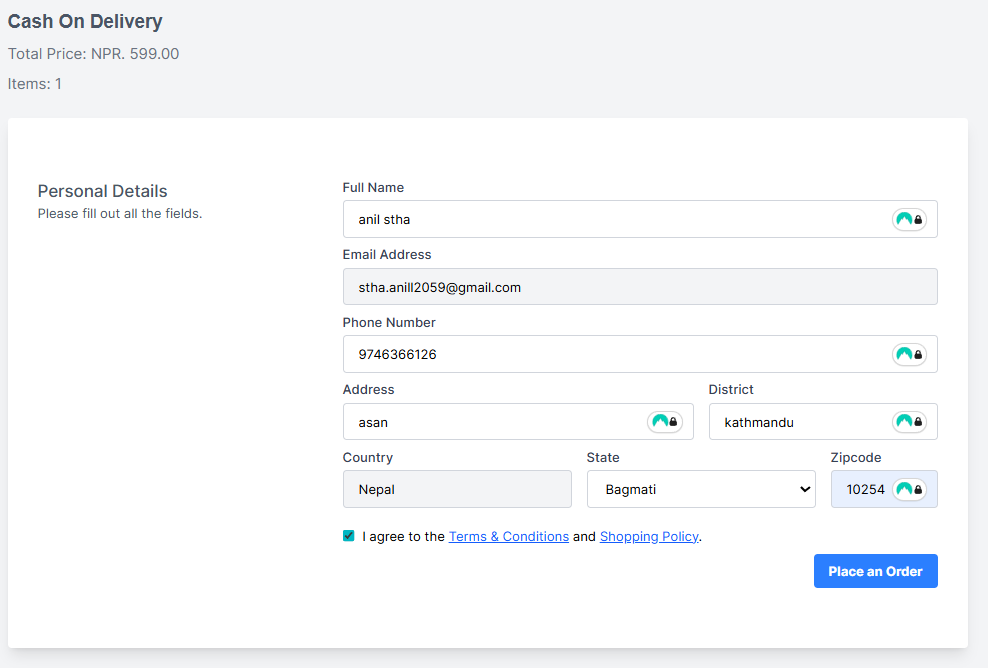 Cash On Delivery
Total Price: NPR. 599.00
Items: 1
Personal Details
Please fill out all the fields.
Full Name
anil stha
Email Address
stha.anill2059@gmail.com
Phone Number
9746366126
Address District
asan kathmandu
Country State Zipcode
Nepal Bagmati 10254
I agree to the Terms & Conditions and Shopping Policy.
Place an Order